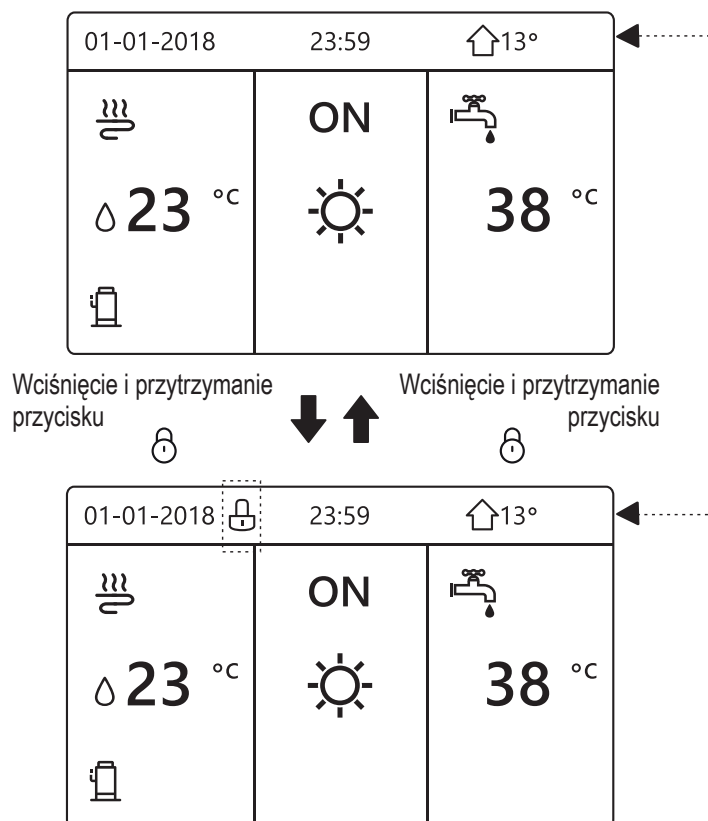 01-01-2018 23:59 13°
ON
23 °C 38 °C
Wciśnięcie i przytrzymanie przycisku
Wciśnięcie i przytrzymanie przycisku
01-01-2018 23:59 13°
ON
23 °C 38 °C